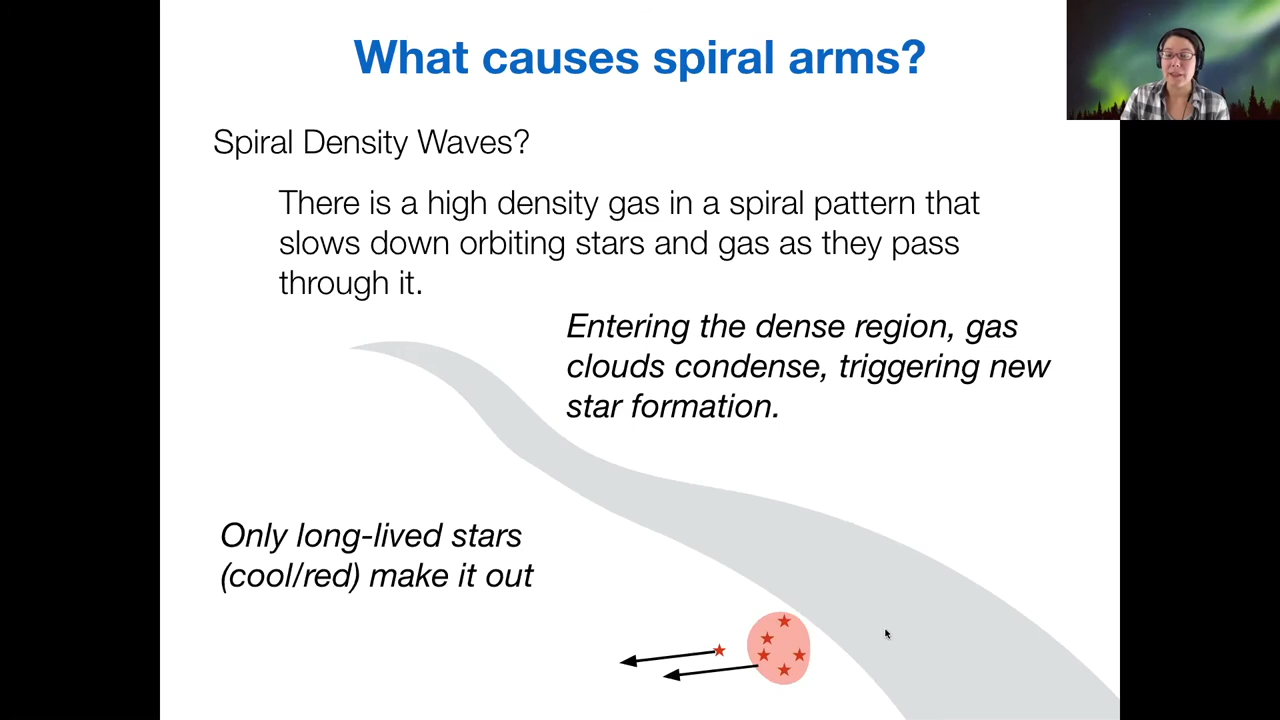 What causes spiral arms?
Spiral Density Waves?
There is a high density gas in a spiral pattern that
slows down orbiting stars and gas as they pass
through it.
Entering the dense region, gas
clouds condense, triggering new
star formation.
Only long-lived stars
(cool/red) make it out